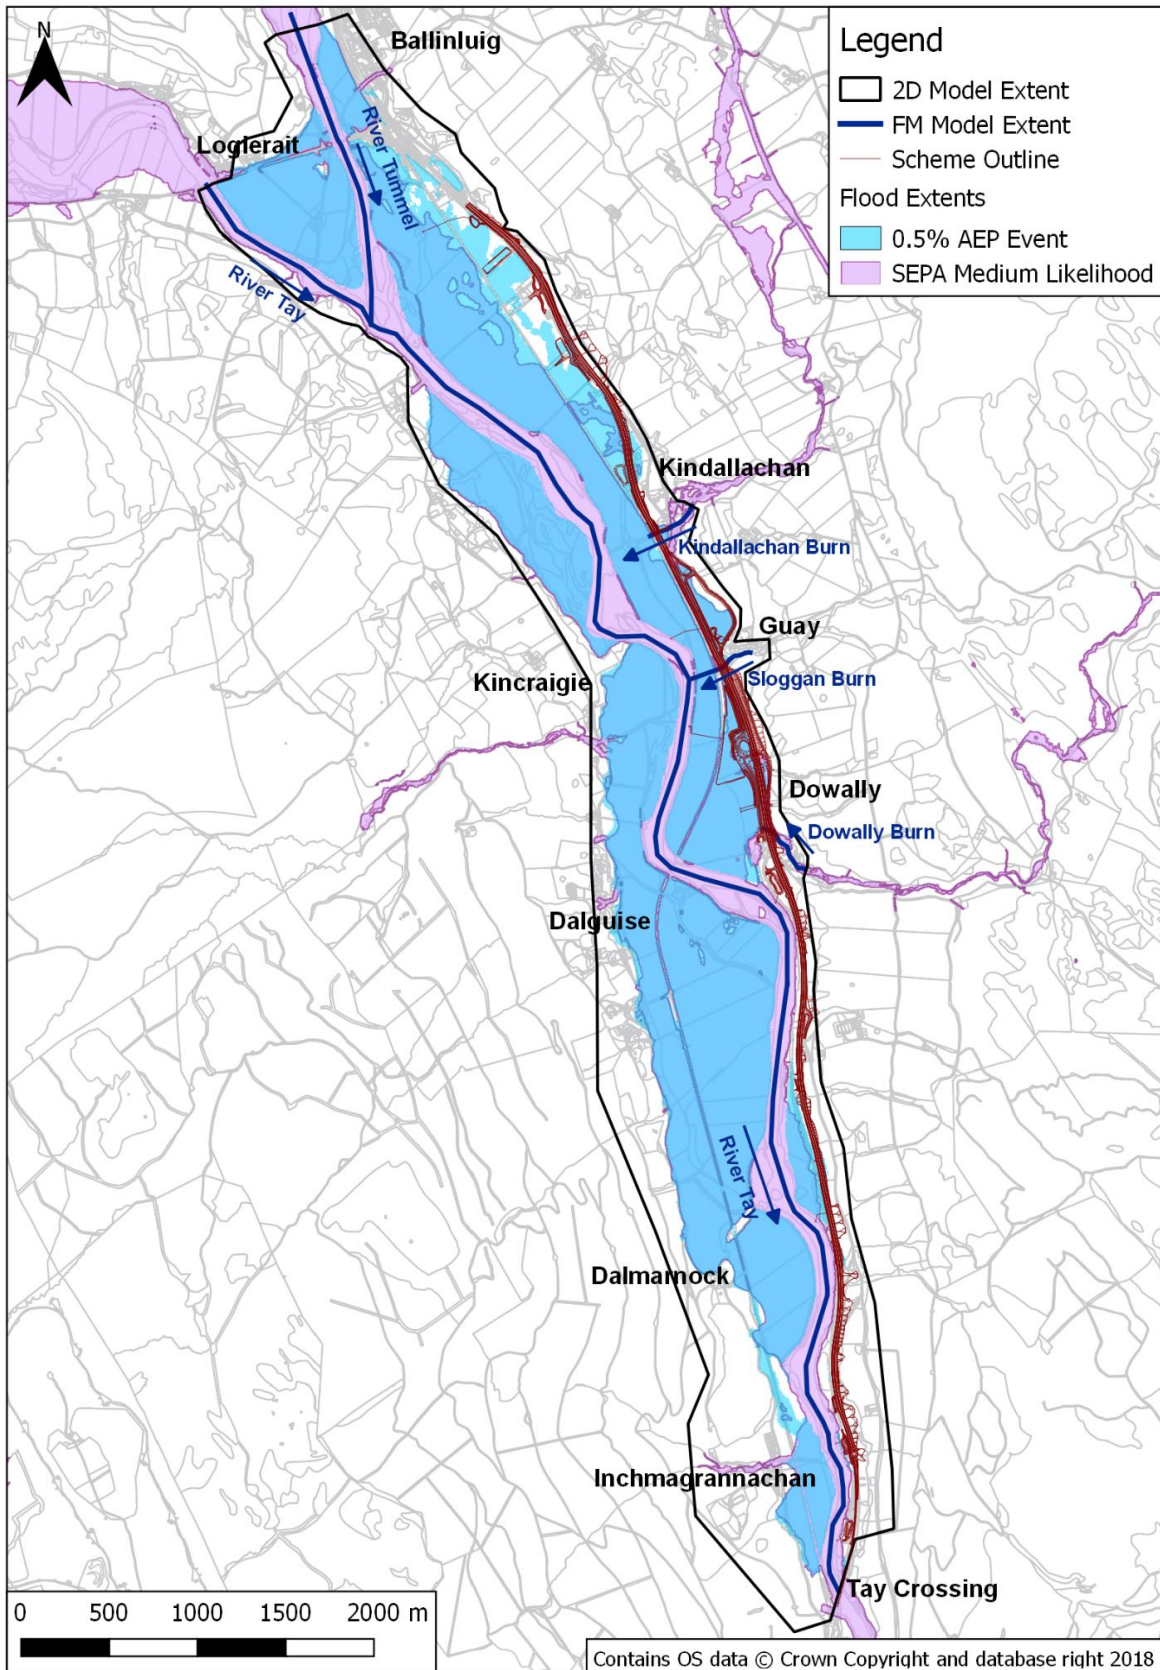 N
Ballinluig
Logierait
River Tummel
River Tay
Legend
2D Model Extent
FM Model Extent
Scheme Outline
Flood Extents
0.5% AEP Event
SEPA Medium Likelihood
Kindallachan
Kindallachan Burn
Guay
Kincraigie
Sloggan Burn
Dowally
Dowally Burn
Dalguise
River Tay
Dalmarnock
Inchmagrannachan
Tay Crossing
0 500 1000 1500 2000 m
Contains OS data © Crown Copyright and database right 2018